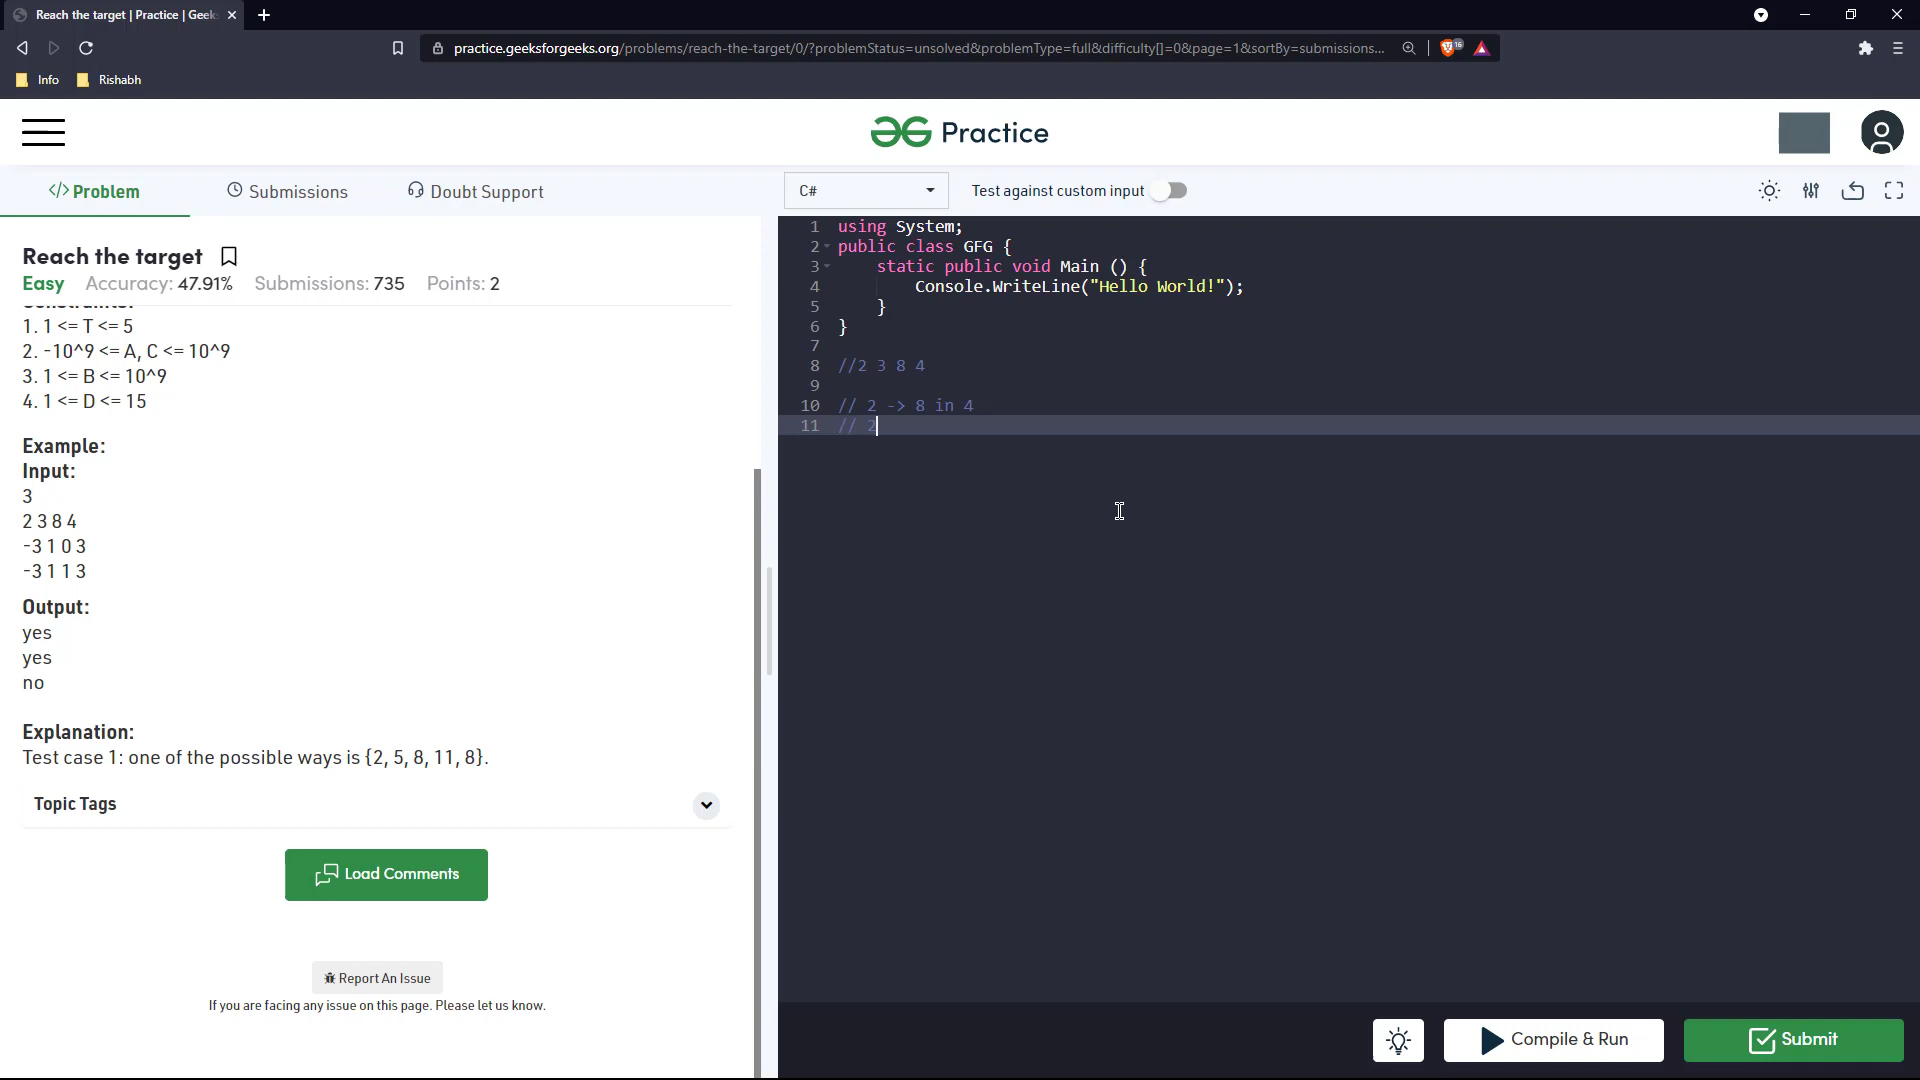 Reach the target | Practice | Geek
practice.geeksforgeeks.org/problems/reach-the-target/0/?problemStatus=unsolved&problemType=full&difficulty[]=0&page=1&sortBy=submissions...
16
Info Rishabh
Practice
Problem Submissions Doubt Support
C# Test against custom input
Reach the target
Easy Accuracy: 47.91% Submissions: 735 Points: 2
1. 1 <= T <= 5
2. -10^9 <= A, C <= 10^9
3. 1 <= B <= 10^9
4. 1 <= D <= 15
Example:
Input:
3
2 3 8 4
-3 1 0 3
-3 1 1 3
Output:
yes
yes
no
Explanation:
Test case 1: one of the possible ways is {2, 5, 8, 11, 8}.
Topic Tags
Load Comments
Report An Issue
If you are facing any issue on this page. Please let us know.
1 using System;
2 public class GFG {
3 static public void Main () {
4 Console.WriteLine("Hello World!");
5 }
6 }
7
8 //2 3 8 4
9
10 // 2 -> 8 in 4
11 // 2
Compile & Run
Submit